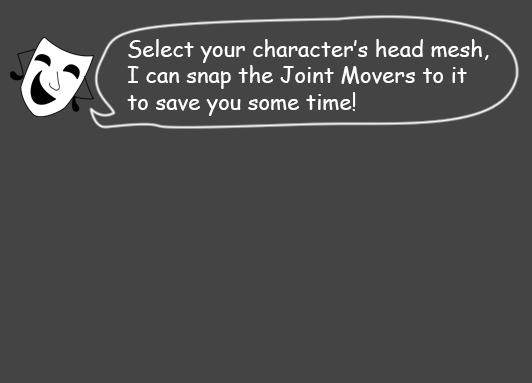 Select your character's head mesh,
I can snap the Joint Movers to it
to save you some time!